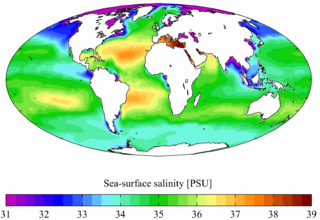 Sea-surface salinity [PSU]
31 32 33 34 35 36 37 38 39